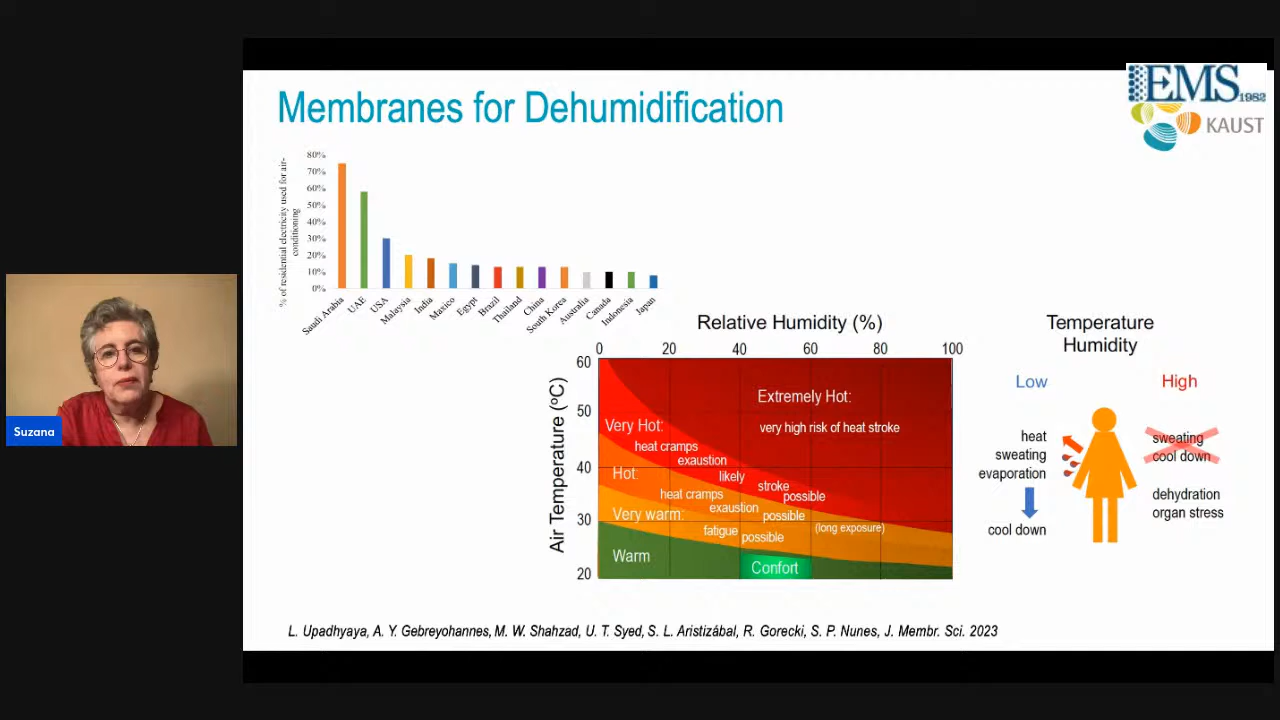 Membranes for Dehumidification
EMS 1982
KAUST
% of residential electricity used for air-
conditioning
80%
70%
60%
50%
40%
30%
20%
10%
0%
Saudi Arabia
UAE
USA
Malaysia
India
Mexico
Egypt
Brazil
Thailand
China
South Korea
Australia
Canada
Indonesia
Japan
Relative Humidity (%)
0 20 40 60 80 100
Air Temperature (ºC)
60
50
40
30
20
Extremely Hot:
very high risk of heat stroke
Very Hot:
heat cramps
exaustion
likely
stroke
possible
Hot:
heat cramps
exaustion
possible
Very warm:
fatigue
possible
(long exposure)
Warm
Confort
Temperature
Humidity
Low
High
heat
sweating
evaporation
cool down
sweating
cool down
dehydration
organ stress
Suzana
L. Upadhyaya, A. Y. Gebreyohannes, M. W. Shahzad, U. T. Syed, S. L. Aristizábal, R. Gorecki, S. P. Nunes, J. Membr. Sci. 2023